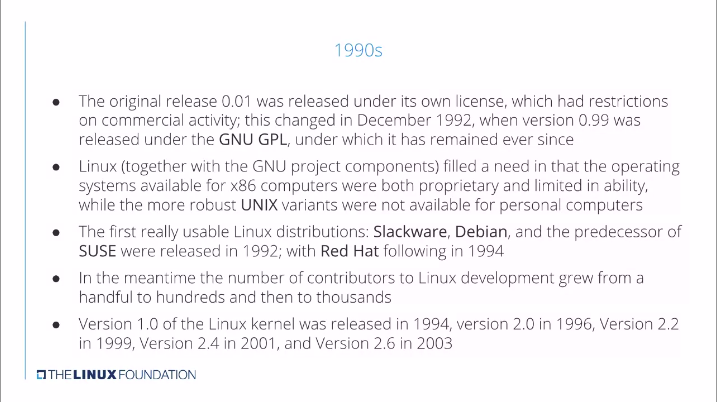 1990s
● The original release 0.01 was released under its own license, which had restrictions
on commercial activity; this changed in December 1992, when version 0.99 was
released under the GNU GPL, under which it has remained ever since
● Linux (together with the GNU project components) filled a need in that the operating
systems available for x86 computers were both proprietary and limited in ability,
while the more robust UNIX variants were not available for personal computers
● The first really usable Linux distributions: Slackware, Debian, and the predecessor of
SUSE were released in 1992; with Red Hat following in 1994
● In the meantime the number of contributors to Linux development grew from a
handful to hundreds and then to thousands
● Version 1.0 of the Linux kernel was released in 1994, version 2.0 in 1996, Version 2.2
in 1999, Version 2.4 in 2001, and Version 2.6 in 2003
THE LINUX FOUNDATION